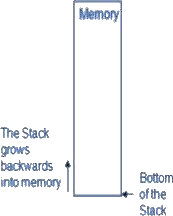 Memory
The Stack
grows
backwards
into memory
Bottom
of the
Stack